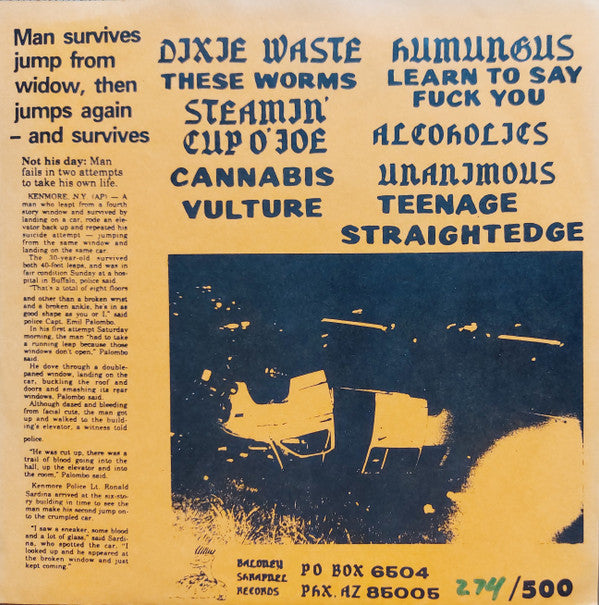 Man survives
jump from
widow, then
jumps again
– and survives
Not his day: Man
fails in two attempts
to take his own life.
KENMORE, N.Y. (AP) — A
man who leapt from a fourth
story window and survived by
landing on a car, rode an ele-
vator back up and repeated his
suicide attempt — jumping
from the same window and
landing on the same car.
The 30-year-old survived
both 40-foot leaps, and was in
fair condition Sunday at a hos-
pital in Buffalo, police said.
"That's a total of eight floors
and other than a broken wrist
and a broken ankle, he's in as
good shape as you or I," said
police Capt. Emil Palombo.
In his first attempt Saturday
morning, the man "had to take
a running leap because those
windows don't open," Palombo
said.
He dove through a double-
paned window, landing on the
car, buckling the roof and
doors and smashing its rear
windows, Palombo said.
Although dazed and bleeding
from facial cuts, the man got
up and walked to the build-
ing's elevator, a witness told
police.
"He was cut up, there was a
trail of blood going into the
hall, up the elevator and into
the room," Palombo said.
Kenmore Police Lt. Ronald
Sardina arrived at the six-sto-
ry building in time to see the
man make his second jump on-
to the crumpled car.
"I saw a sneaker, some blood
and a lot of glass," said Sardi-
na, who spotted the car. "I
looked up and he appeared at
the broken window and just
kept coming."
DIXIE WASTE
THESE WORMS
STEAMIN'
CUP O' JOE
CANNABIS
VULTURE
HUMUNGUS
LEARN TO SAY
FUCK YOU
ALCOHOLICS
UNANIMOUS
TEENAGE
STRAIGHTEDGE
BALONEY
SHRAPNEL
RECORDS
PO BOX 6504
PHX. AZ 85005
274/500